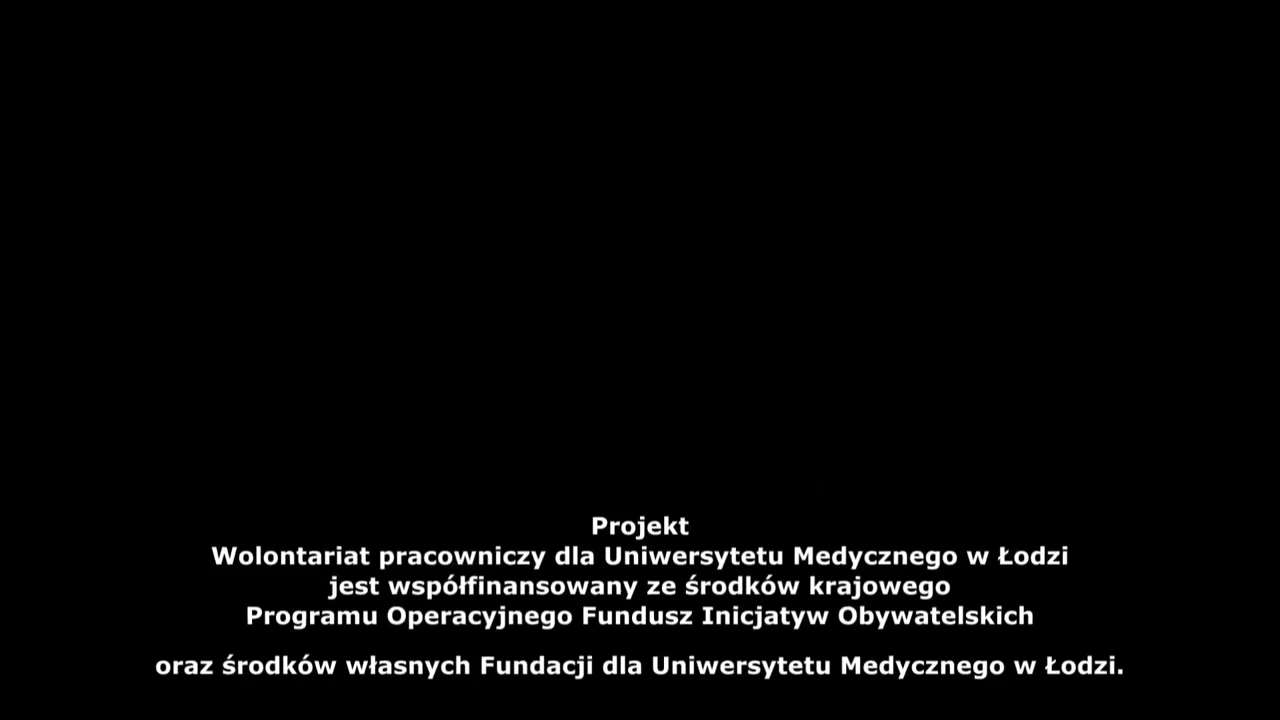 Projekt
Wolontariat pracowniczy dla Uniwersytetu Medycznego w Łodzi
jest współfinansowany ze środków krajowego
Programu Operacyjnego Fundusz Inicjatyw Obywatelskich
oraz środków własnych Fundacji dla Uniwersytetu Medycznego w Łodzi.